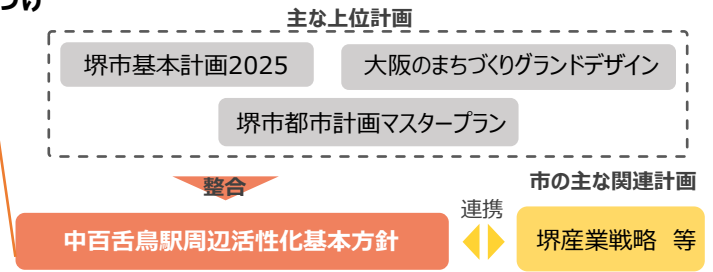 づけ
主な上位計画
堺市基本計画2025
大阪のまちづくりグランドデザイン
堺市都市計画マスタープラン
整合
市の主な関連計画
連携
中百舌鳥駅周辺活性化基本方針
堺産業戦略 等